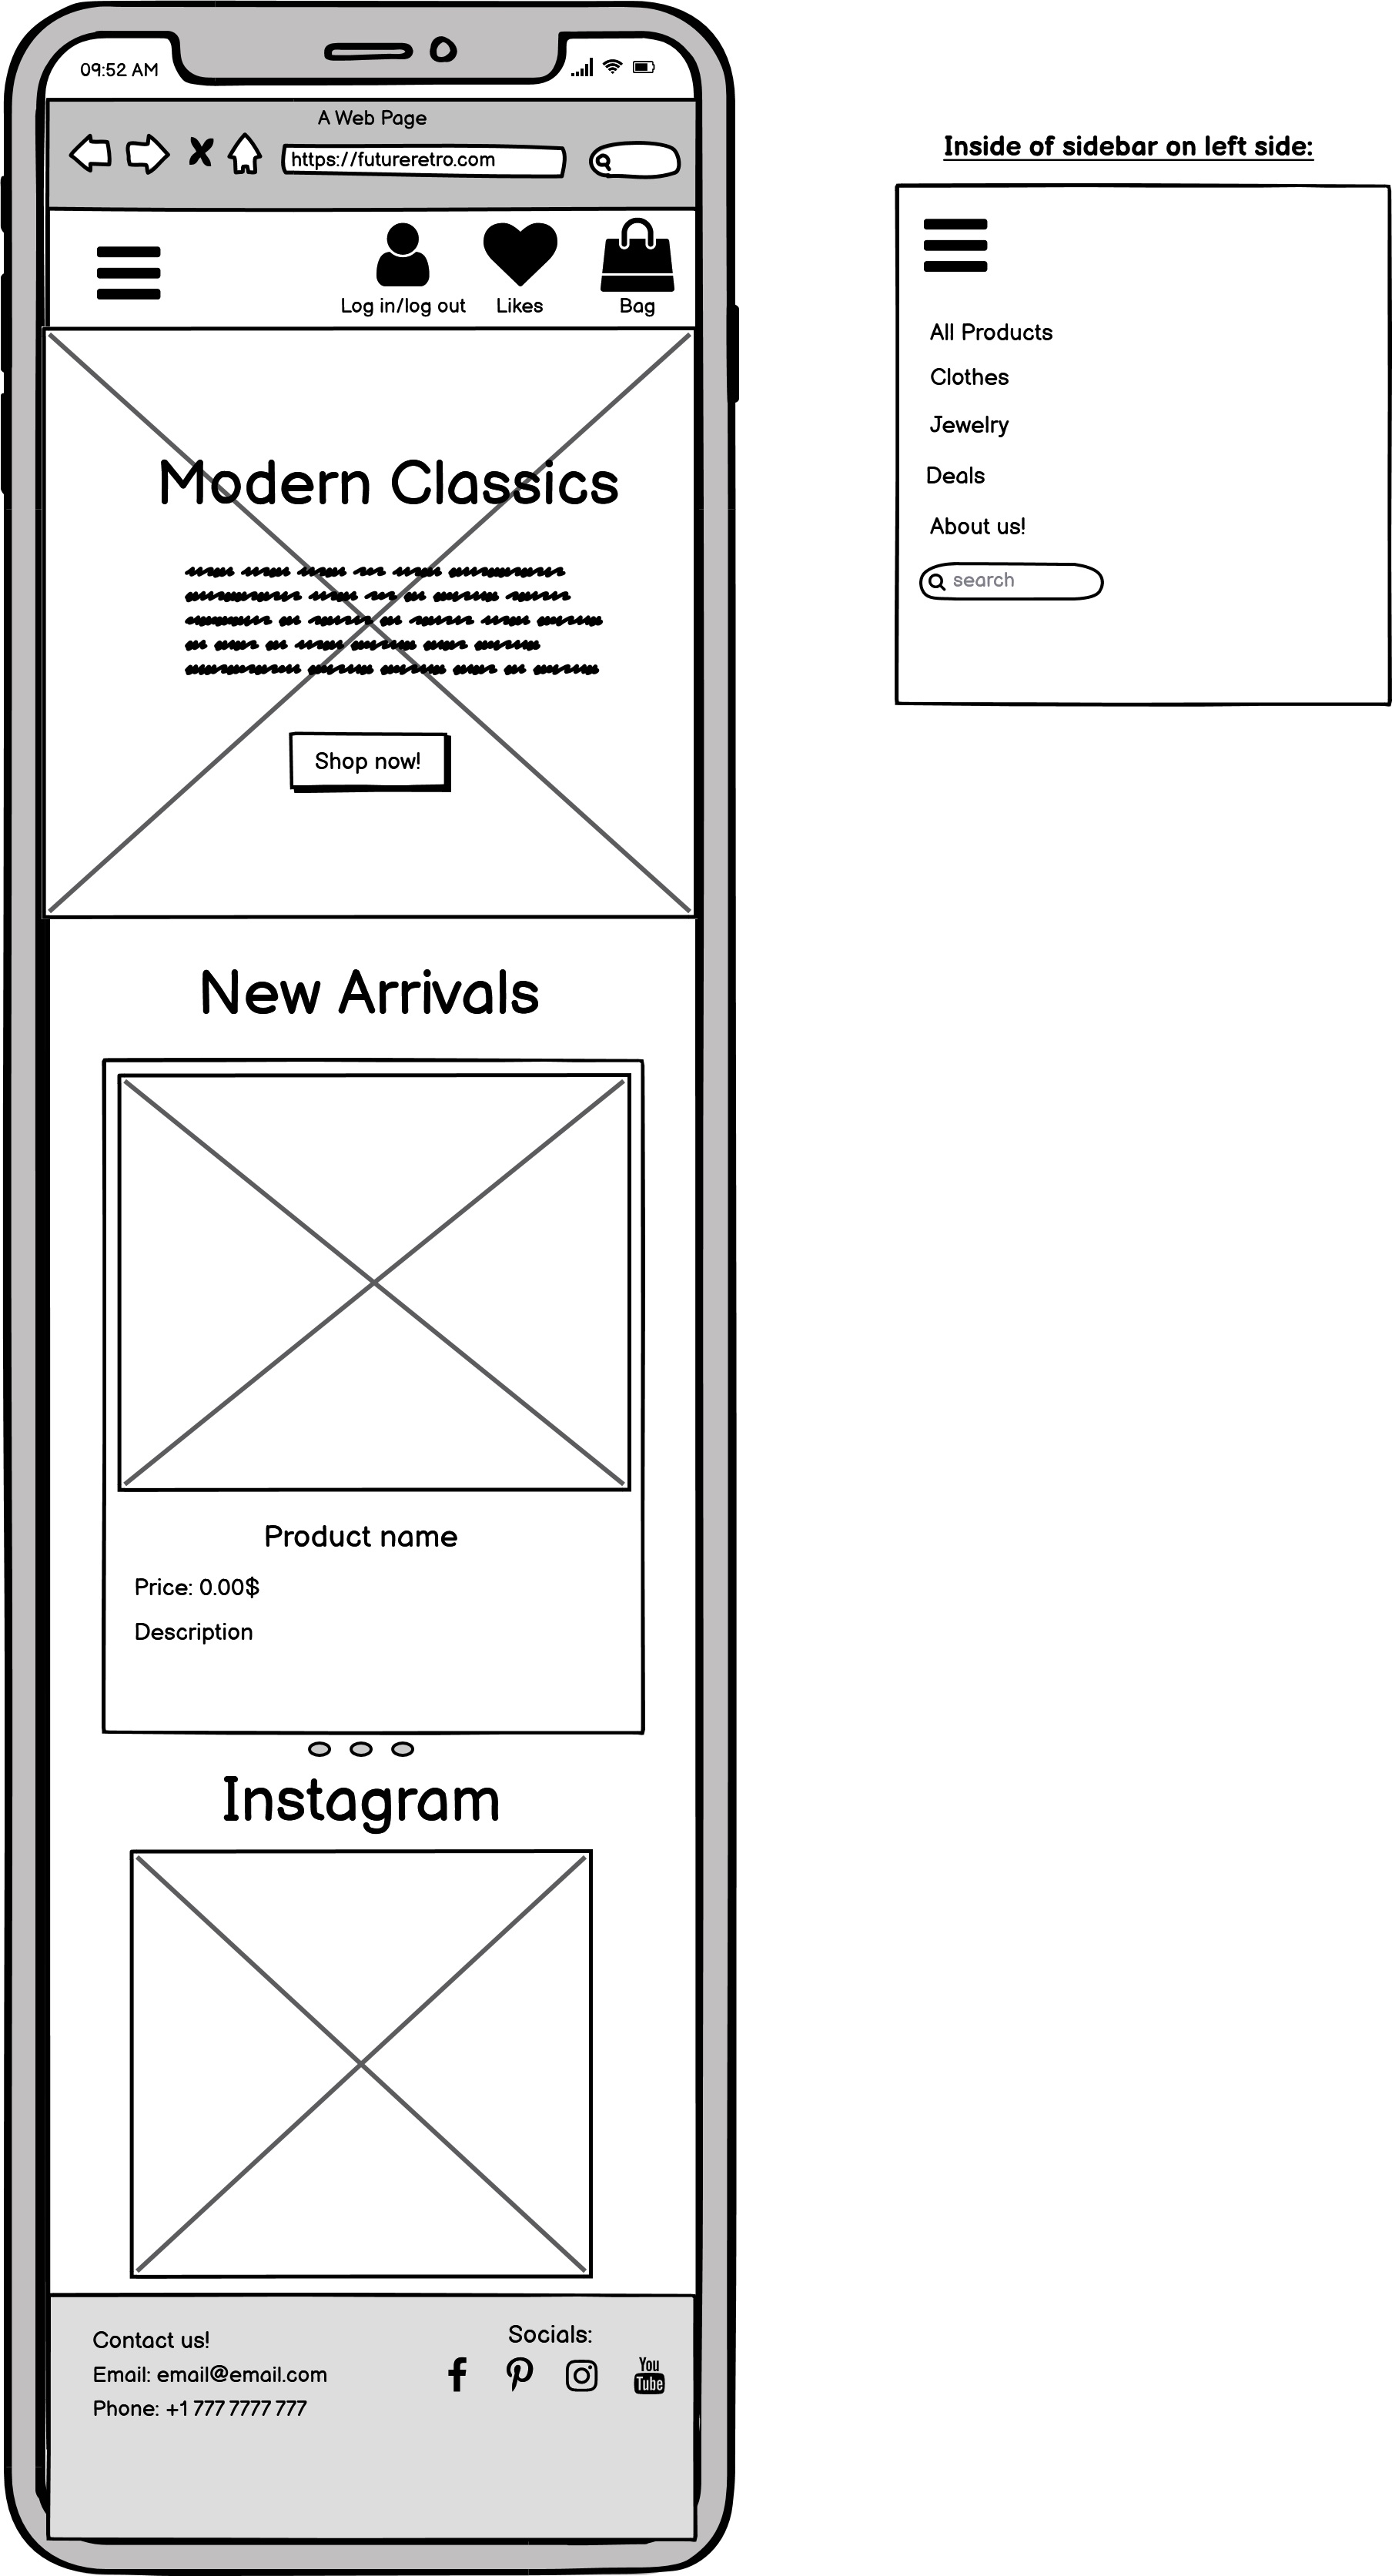 09:52 AM
A Web Page
https://futureretro.com
Log in/log out Likes Bag
Modern Classics
Shop now!
New Arrivals
Product name
Price: 0.00$
Description
Instagram
Contact us!
Email: email@email.com
Phone: +1 777 7777 777
Socials:
You
Tube
Inside of sidebar on left side:
All Products
Clothes
Jewelry
Deals
About us!
search